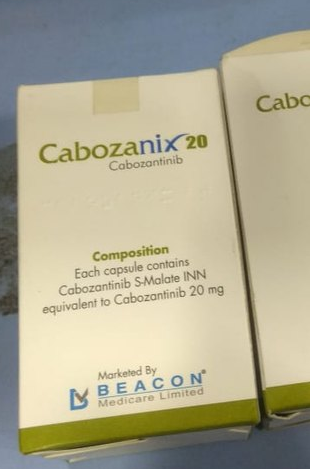 Cabozanix 20
Cabozantinib
Composition
Each capsule contains
Cabozantinib S-Malate INN
equivalent to Cabozantinib 20 mg
Marketed By
BEACON®
Medicare Limited
Cabo